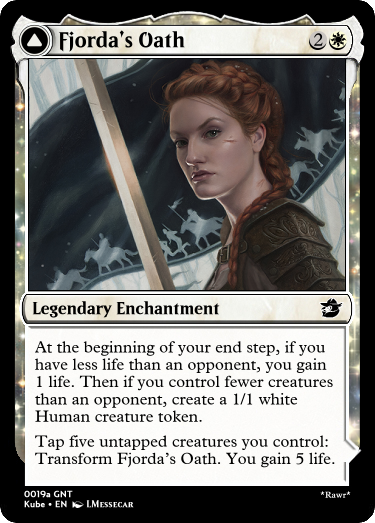 Fjorda's Oath 2
Legendary Enchantment
At the beginning of your end step, if you
have less life than an opponent, you gain
1 life. Then if you control fewer creatures
than an opponent, create a 1/1 white
Human creature token.
Tap five untapped creatures you control:
Transform Fjorda's Oath. You gain 5 life.
0019a GNT
Kube • EN LMessecar
*Rawr*